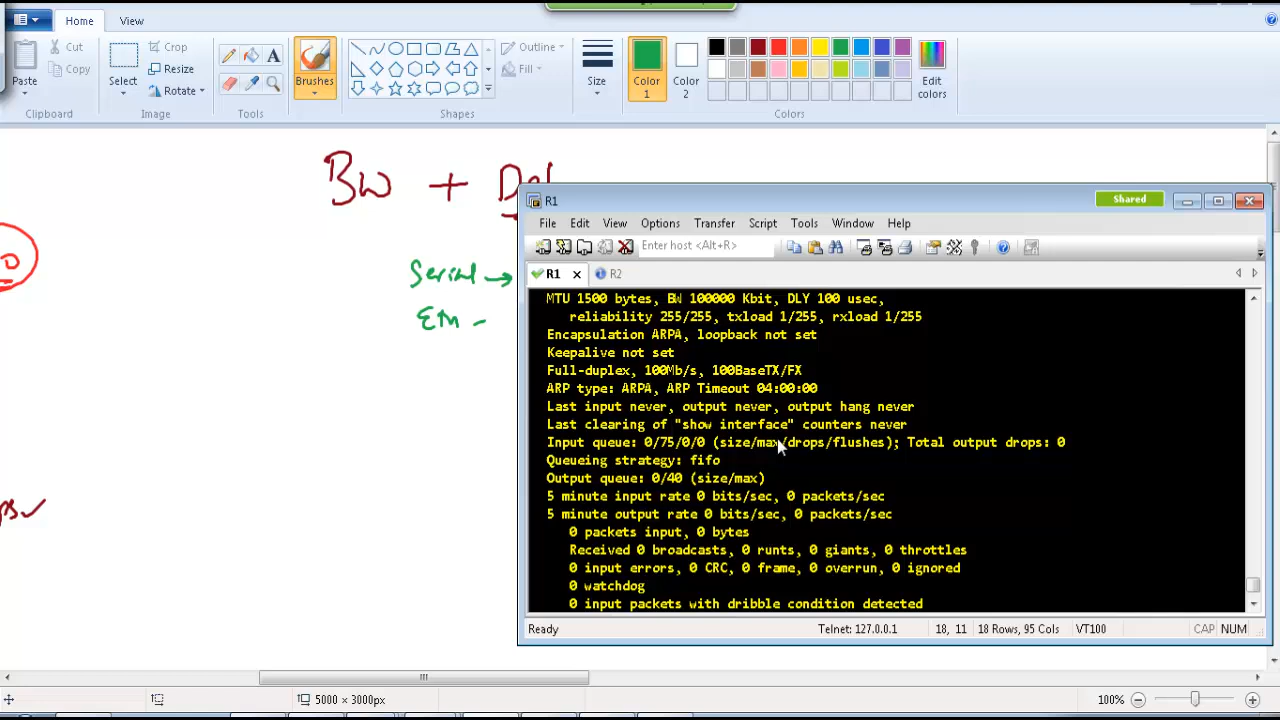 Home View
Cut
Copy
Paste
Clipboard
Select
Crop
Resize
Rotate
Image
Tools
Brushes
Shapes
Outline
Fill
Size
Color 1
Color 2
Edit colors
Colors
BW +
Serial →
Eth -
R1
Shared
File Edit View Options Transfer Script Tools Window Help
Enter host <Alt+R>
R1 R2
MTU 1500 bytes, BW 100000 Kbit, DLY 100 usec,
reliability 255/255, txload 1/255, rxload 1/255
Encapsulation ARPA, loopback not set
Keepalive not set
Full-duplex, 100Mb/s, 100BaseTX/FX
ARP type: ARPA, ARP Timeout 04:00:00
Last input never, output never, output hang never
Last clearing of "show interface" counters never
Input queue: 0/75/0/0 (size/max/drops/flushes); Total output drops: 0
Queueing strategy: fifo
Output queue: 0/40 (size/max)
5 minute input rate 0 bits/sec, 0 packets/sec
5 minute output rate 0 bits/sec, 0 packets/sec
0 packets input, 0 bytes
Received 0 broadcasts, 0 runts, 0 giants, 0 throttles
0 input errors, 0 CRC, 0 frame, 0 overrun, 0 ignored
0 watchdog
0 input packets with dribble condition detected
Ready Telnet: 127.0.0.1 18, 11 18 Rows, 95 Cols VT100 CAP NUM
5000 × 3000px 100%